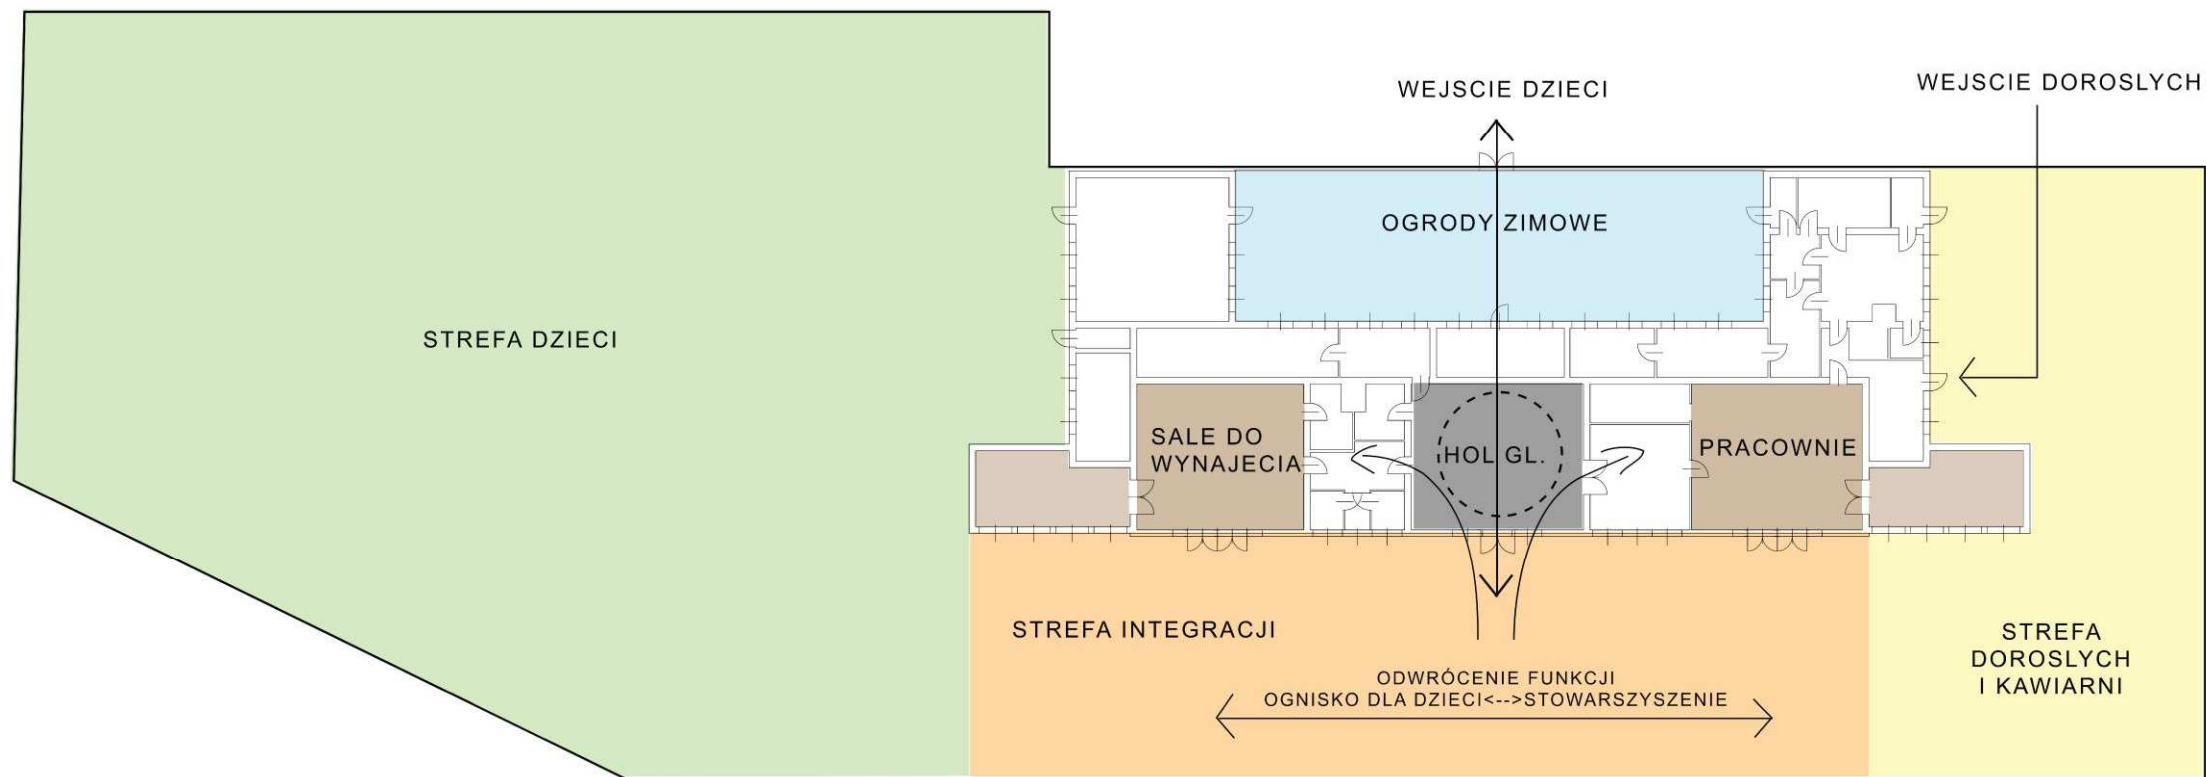 WEJSCIE DZIECI
WEJSCIE DOROSLYCH
OGRODY ZIMOWE
STREFA DZIECI
SALE DO
WYNAJECIA
HOL GL.
PRACOWNIE
STREFA INTEGRACJI
STREFA
DOROSLYCH
I KAWIARNI
ODWRÓCENIE FUNKCJI
OGNISKO DLA DZIECI<-->STOWARSZYSZENIE